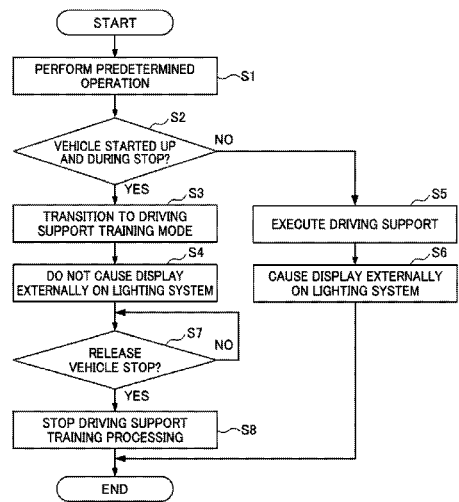 START
PERFORM PREDETERMINED
OPERATION
S1
S2
VEHICLE STARTED UP
AND DURING STOP?
NO
YES
S3
TRANSITION TO DRIVING
SUPPORT TRAINING MODE
S5
EXECUTE DRIVING SUPPORT
S4
DO NOT CAUSE DISPLAY
EXTERNALLY ON LIGHTING SYSTEM
S6
CAUSE DISPLAY EXTERNALLY
ON LIGHTING SYSTEM
S7
RELEASE
VEHICLE STOP?
NO
YES
STOP DRIVING SUPPORT
TRAINING PROCESSING
S8
END